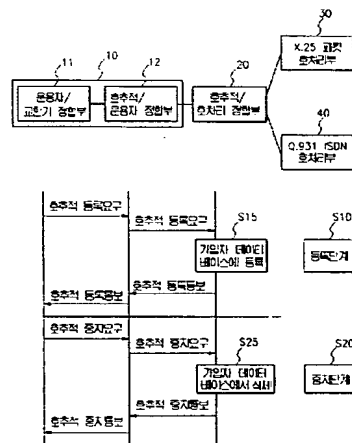 30
X.25 패킷
호처리부
10
11
12
20
운용자/
교환기 정합부
호추적/
운용자 정합부
호추적/
호처리 정합부
40
Q.931 ISDN
호처리부
호추적 등록요구
호추적 등록요구
S15
S10
가입자 데이터
베이스에 등록
등록단계
호추적 등록통보
호추적 등록통보
호추적 중지요구
호추적 중지요구
S25
S20
가입자 데이터
베이스에서 삭제
중지단계
호추적 중지통보
호추적 중지통보